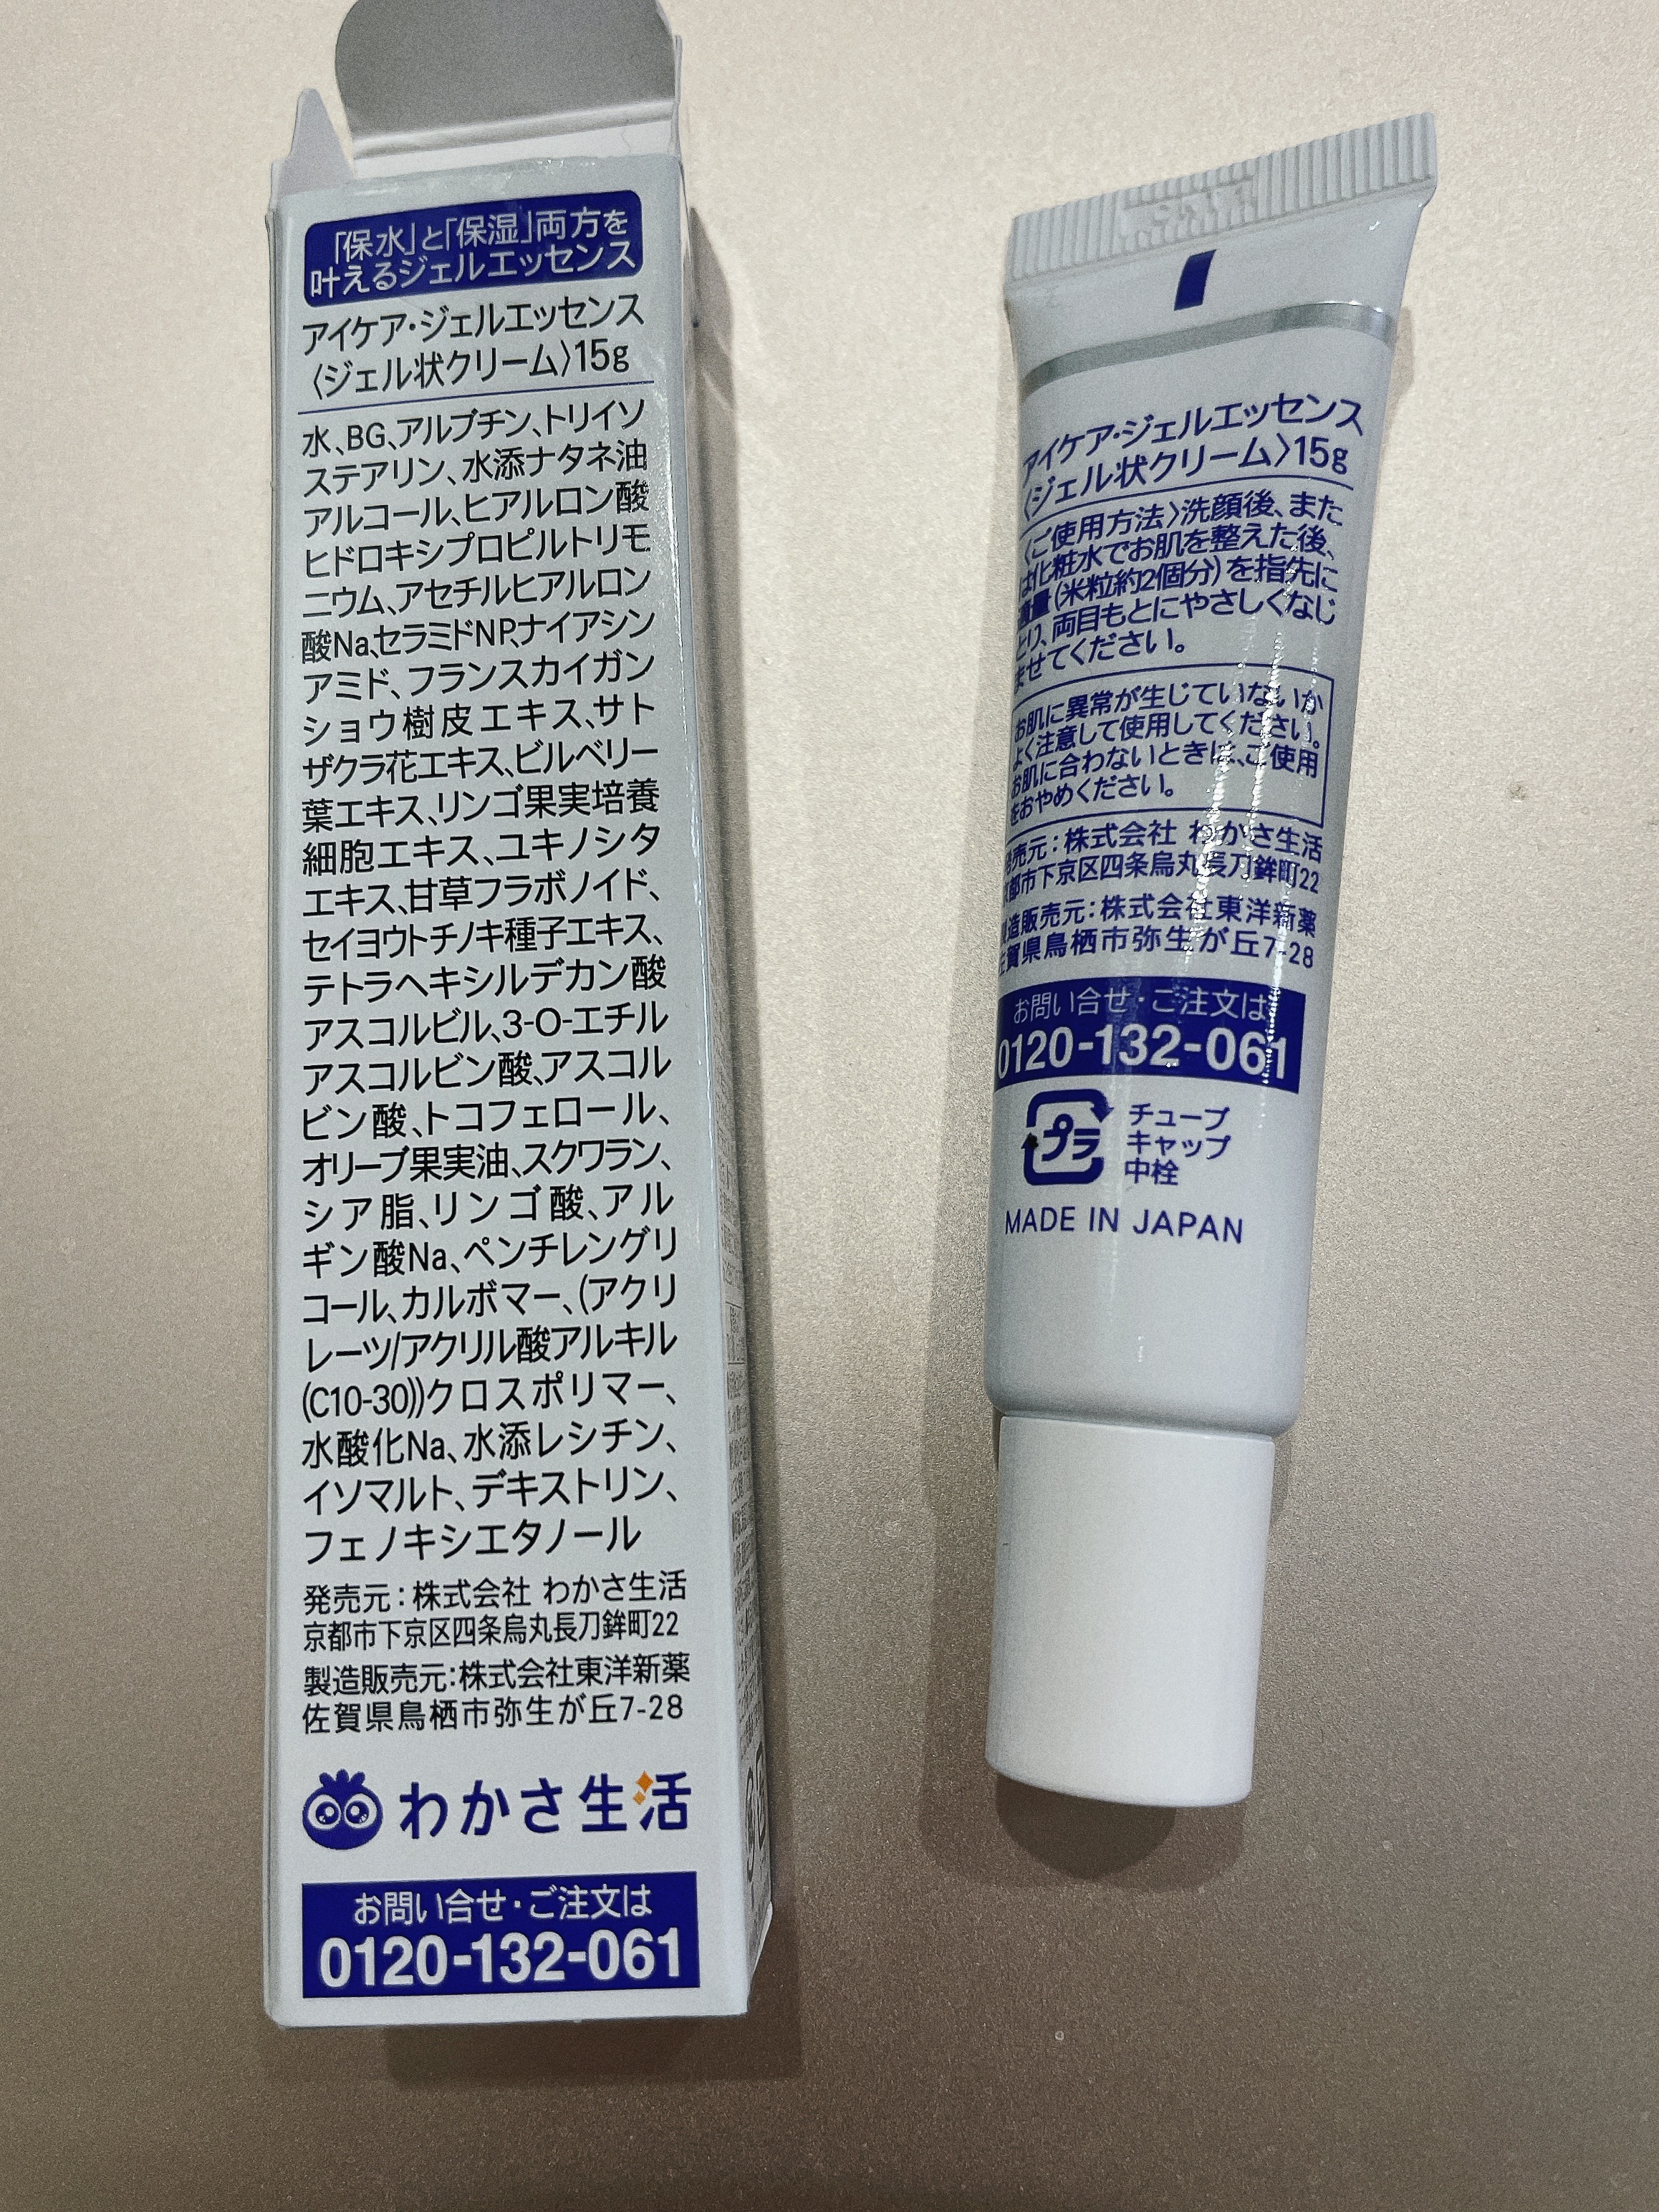 「保水」と「保湿」両方を
叶えるジェルエッセンス
アイケア・ジェルエッセンス
〈ジェル状クリーム〉15g
水、BG、アルブチン、トリイソ
ステアリン、水添ナタネ油
アルコール、ヒアルロン酸
ヒドロキシプロピルトリモ
ニウム、アセチルヒアルロン
酸Na、セラミドNP、ナイアシン
アミド、フランスカイガン
ショウ樹皮エキス、サト
ザクラ花エキス、ビルベリー
葉エキス、リンゴ果実培養
細胞エキス、ユキノシタ
エキス、甘草フラボノイド、
セイヨウトチノキ種子エキス、
テトラヘキシルデカン酸
アスコルビル、3-O-エチル
アスコルビン酸、アスコル
ビン酸、トコフェロール、
オリーブ果実油、スクワラン、
シア脂、リンゴ酸、アル
ギン酸Na、ペンチレングリ
コール、カルボマー、(アクリ
レーツ/アクリル酸アルキル
(C10-30))クロスポリマー、
水酸化Na、水添レシチン、
イソマルト、デキストリン、
フェノキシエタノール
発売元：株式会社 わかさ生活
京都市下京区四条烏丸長刀鉾町22
製造販売元：株式会社東洋新薬
佐賀県鳥栖市弥生が丘7-28
わかさ生活
お問い合せ・ご注文は
0120-132-061
アイケア・ジェルエッセンス
〈ジェル状クリーム〉15g
〈ご使用方法〉洗顔後、また
は化粧水でお肌を整えた後、
適量(米粒約2個分)を指先に
とり、両目もとにやさしくなじ
ませてください。
お肌に異常が生じていないか
よく注意して使用してください。
お肌に合わないときは、ご使用
をおやめください。
発売元：株式会社 わかさ生活
京都市下京区四条烏丸長刀鉾町22
製造販売元：株式会社東洋新薬
佐賀県鳥栖市弥生が丘7-28
お問い合せ・ご注文は
0120-132-061
プラ
チューブ
キャップ
中栓
MADE IN JAPAN